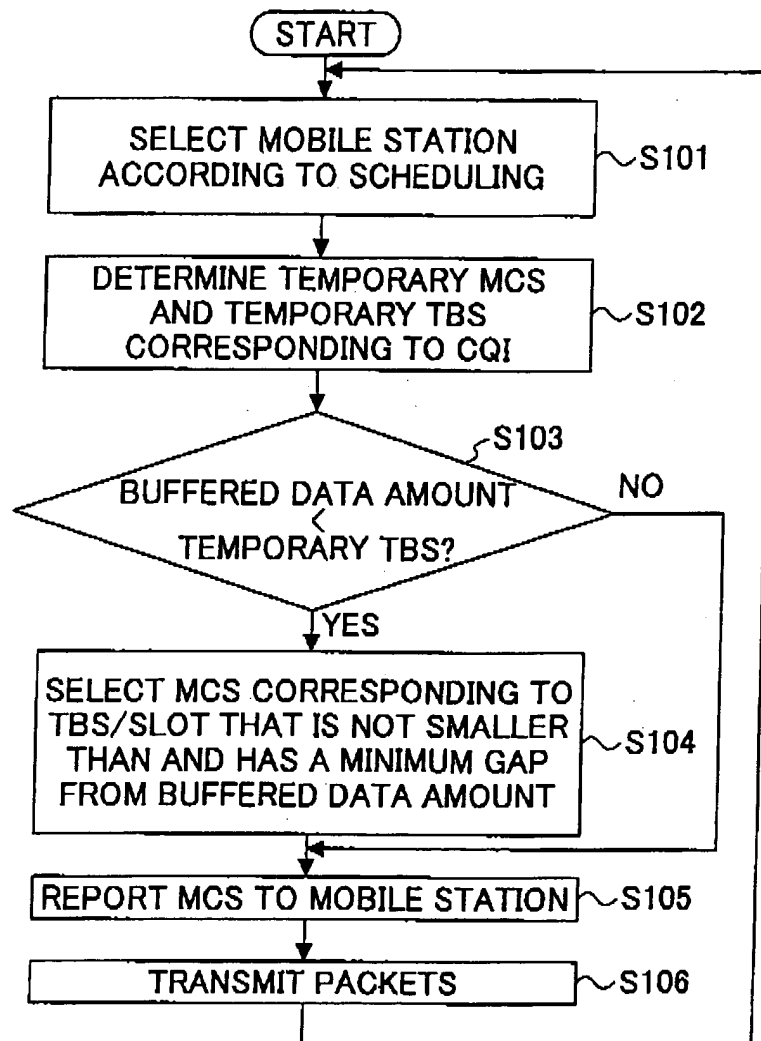 START
SELECT MOBILE STATION
ACCORDING TO SCHEDULING
S101
DETERMINE TEMPORARY MCS
AND TEMPORARY TBS
CORRESPONDING TO CQI
S102
S103
BUFFERED DATA AMOUNT
<
TEMPORARY TBS?
NO
YES
SELECT MCS CORRESPONDING TO
TBS/SLOT THAT IS NOT SMALLER
THAN AND HAS A MINIMUM GAP
FROM BUFFERED DATA AMOUNT
S104
REPORT MCS TO MOBILE STATION
S105
TRANSMIT PACKETS
S106